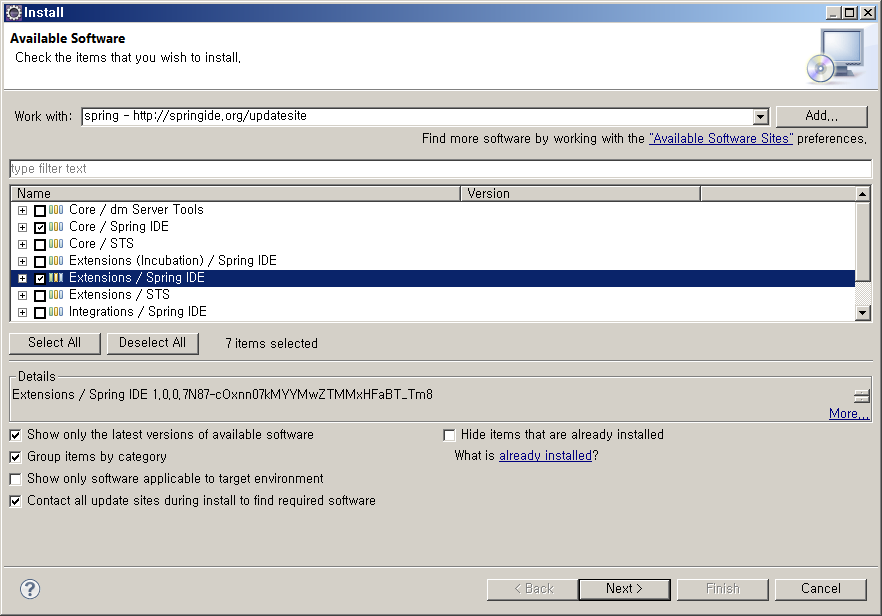 Install
Available Software
Check the items that you wish to install.
Work with: spring - http://springide.org/updatesite Add...
Find more software by working with the "Available Software Sites" preferences.
type filter text
Name Version
Core / dm Server Tools
Core / Spring IDE
Core / STS
Extensions (Incubation) / Spring IDE
Extensions / Spring IDE
Extensions / STS
Integrations / Spring IDE
Select All Deselect All 7 items selected
Details
Extensions / Spring IDE 1.0.0.7N87-cOxnn07kMYYMwZTMMxHFaBT_Tm8
More...
Show only the latest versions of available software Hide items that are already installed
Group items by category What is already installed?
Show only software applicable to target environment
Contact all update sites during install to find required software
? < Back Next > Finish Cancel